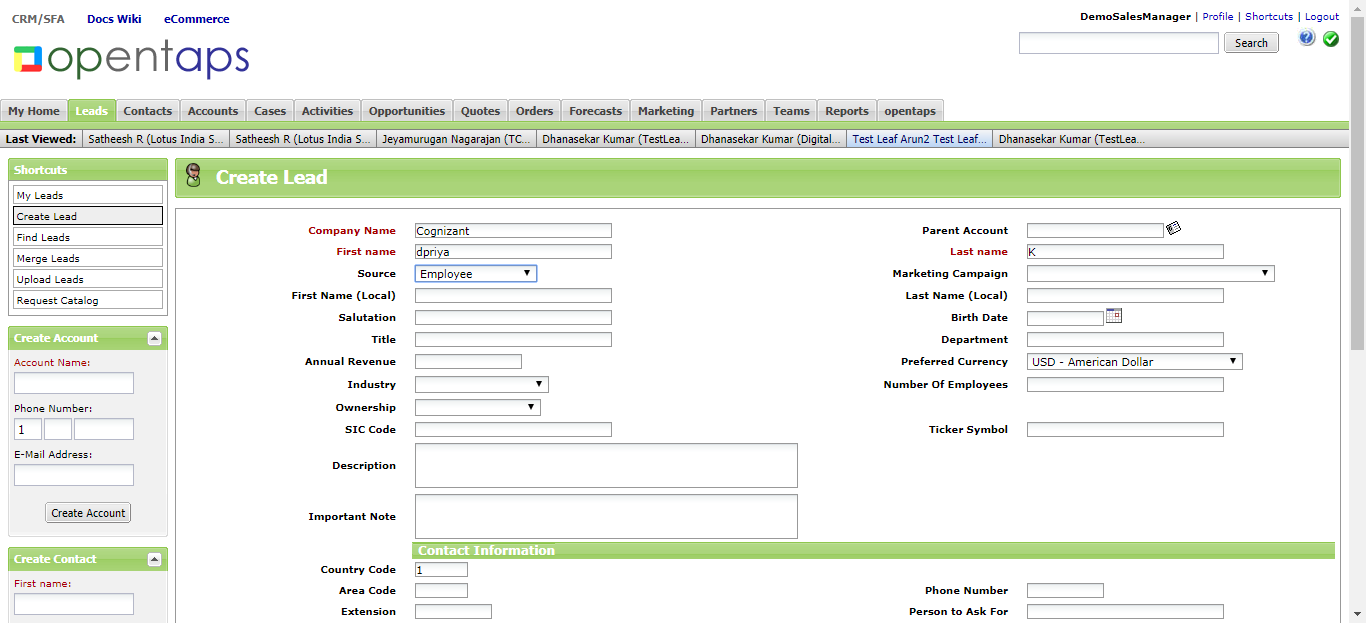 CRM/SFA Docs Wiki eCommerce
DemoSalesManager | Profile | Shortcuts | Logout
opentaps
Search
My Home Leads Contacts Accounts Cases Activities Opportunities Quotes Orders Forecasts Marketing Partners Teams Reports opentaps
Last Viewed: Satheesh R (Lotus India S... Satheesh R (Lotus India S... Jeyamurugan Nagarajan (TC... Dhanasekar Kumar (TestLea... Dhanasekar Kumar (Digital... Test Leaf Arun2 Test Leaf... Dhanasekar Kumar (TestLea...
Shortcuts
My Leads
Create Lead
Find Leads
Merge Leads
Upload Leads
Request Catalog
Create Account
Account Name:
Phone Number:
1
E-Mail Address:
Create Account
Create Contact
First name:
Create Lead
Company Name Cognizant Parent Account
First name dpriya Last name K
Source Employee Marketing Campaign
First Name (Local) Last Name (Local)
Salutation Birth Date
Title Department
Annual Revenue Preferred Currency USD - American Dollar
Industry Number Of Employees
Ownership
SIC Code Ticker Symbol
Description
Important Note
Contact Information
Country Code 1
Area Code Phone Number
Extension Person to Ask For